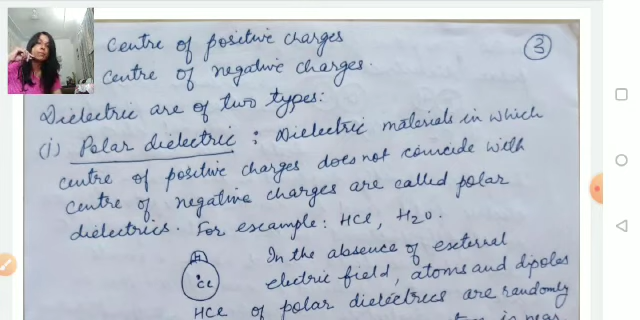 centre of positive charges
③
centre of negative charges.
Dielectric are of two types:
(i) Polar dielectric : Dielectric materials in which
centre of positive charges does not coincide with
centre of negative charges are called polar
dielectrics. For example: HCl, H2O.
H
In the absence of external
Cl
electric field, atoms and dipoles
HCl
of polar dielectrics are randomly